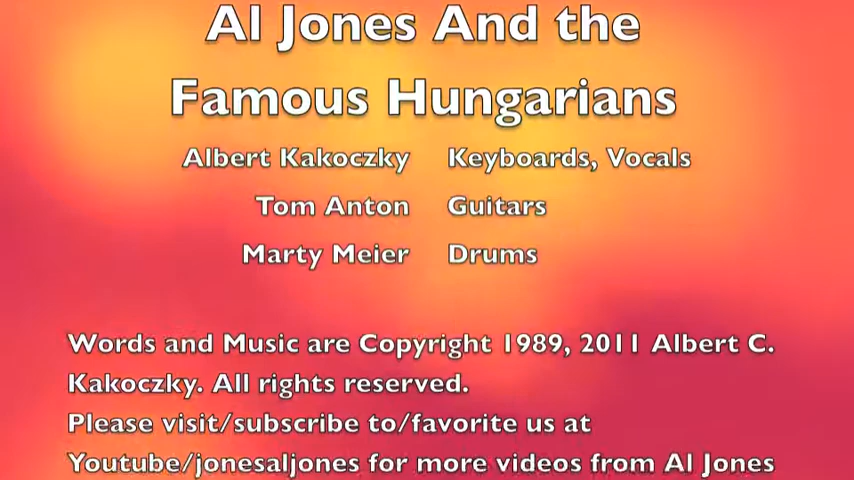 Al Jones And the
Famous Hungarians
Albert Kakoczky Keyboards, Vocals
Tom Anton Guitars
Marty Meier Drums
Words and Music are Copyright 1989, 2011 Albert C.
Kakoczky. All rights reserved.
Please visit/subscribe to/favorite us at
Youtube/jonesaljones for more videos from Al Jones